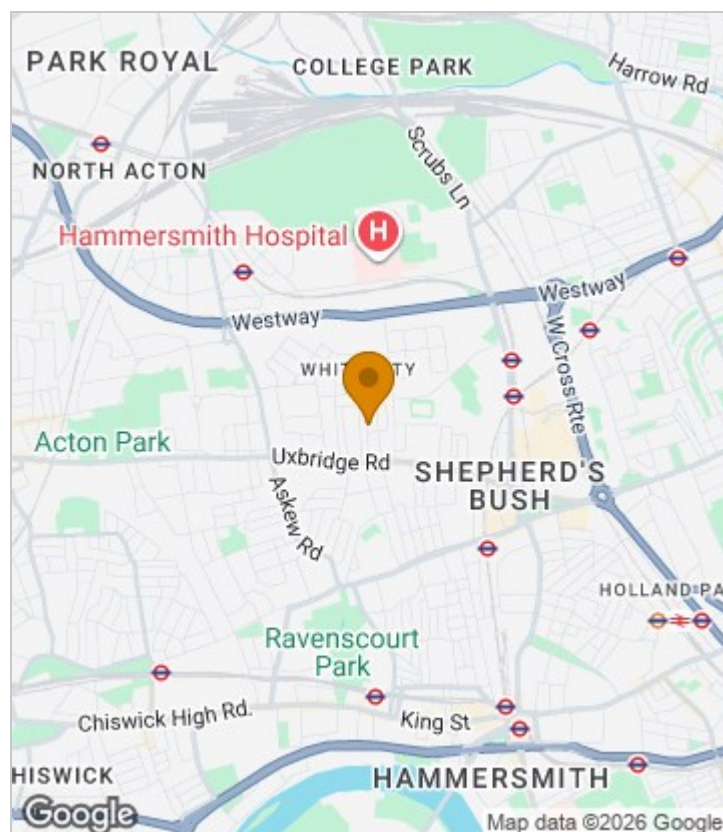 PARK ROYAL
COLLEGE PARK
Harrow Rd
Scrubs Ln
NORTH ACTON
Hammersmith Hospital
H
Westway
Westway
W Cross Rte
Acton Park
Uxbridge Rd
SHEPHERD'S
BUSH
Askew Rd
HOLLAND PA
Ravenscourt
Park
Chiswick High Rd.
King St
HISWICK
HAMMERSMITH
Google
Map data ©2026 Google